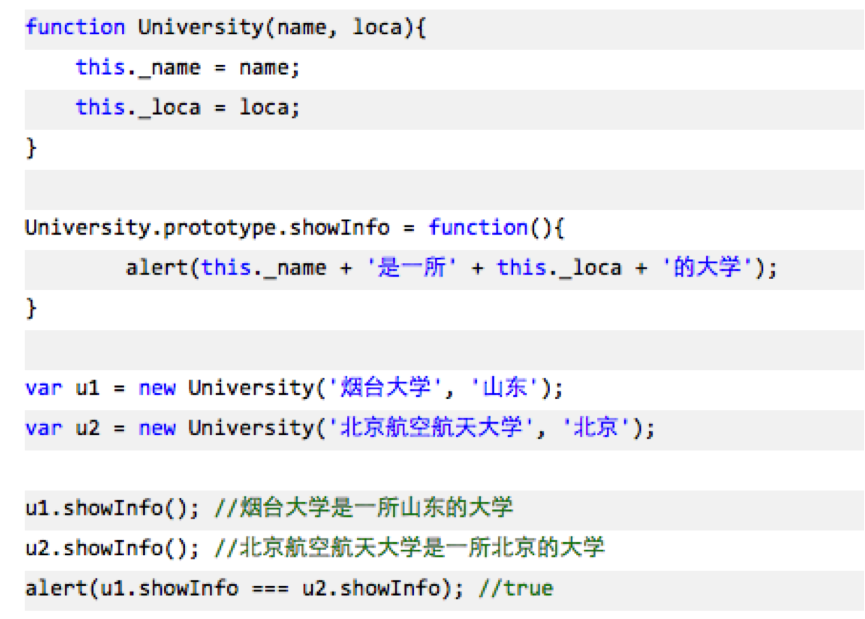 function University(name, loca){
    this._name = name;
    this._loca = loca;
}
University.prototype.showInfo = function(){
        alert(this._name + '是一所' + this._loca + '的大学');
}
var u1 = new University('烟台大学', '山东');
var u2 = new University('北京航空航天大学', '北京');
u1.showInfo(); //烟台大学是一所山东的大学
u2.showInfo(); //北京航空航天大学是一所北京的大学
alert(u1.showInfo === u2.showInfo); //true